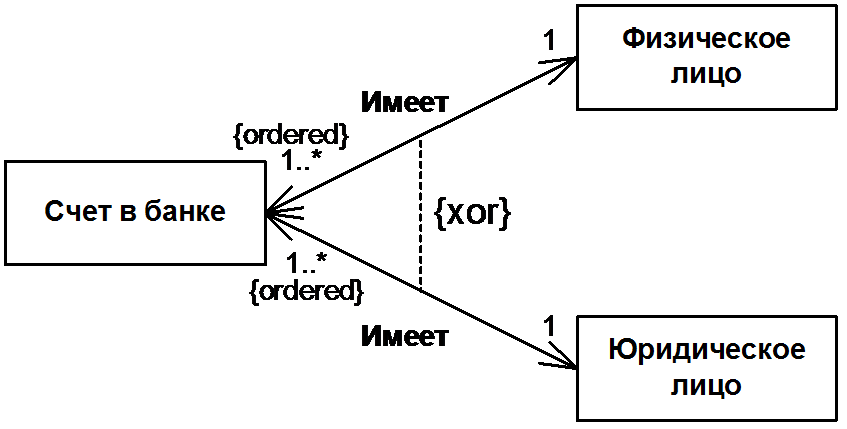 1
Физическое
лицо
Имеет
{ordered}
1..*
Счет в банке
{xor}
1..*
{ordered}
Имеет
1
Юридическое
лицо